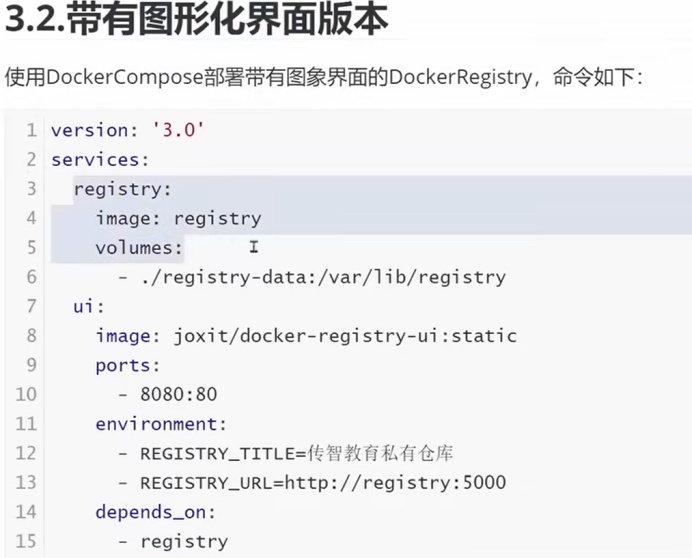 3.2.带有图形化界面版本
使用DockerCompose部署带有图象界面的DockerRegistry，命令如下：
1 version: '3.0'
2 services:
3   registry:
4     image: registry
5     volumes:
6       - ./registry-data:/var/lib/registry
7   ui:
8     image: joxit/docker-registry-ui:static
9     ports:
10       - 8080:80
11     environment:
12       - REGISTRY_TITLE=传智教育私有仓库
13       - REGISTRY_URL=http://registry:5000
14     depends_on:
15       - registry